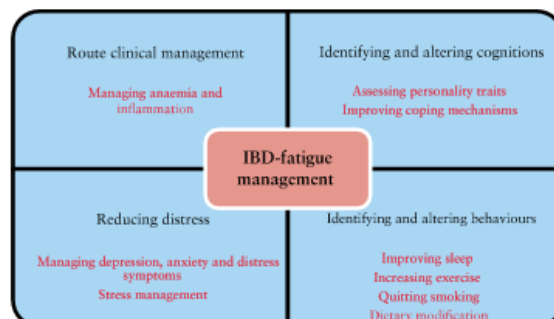 Route clinical management
Managing anaemia and
inflammation
Identifying and altering cognitions
Assessing personality traits
Improving coping mechanisms
IBD-fatigue
management
Reducing distress
Managing depression, anxiety and distress
symptoms
Stress management
Identifying and altering behaviours
Improving sleep
Increasing exercise
Quitting smoking
Dietary modification